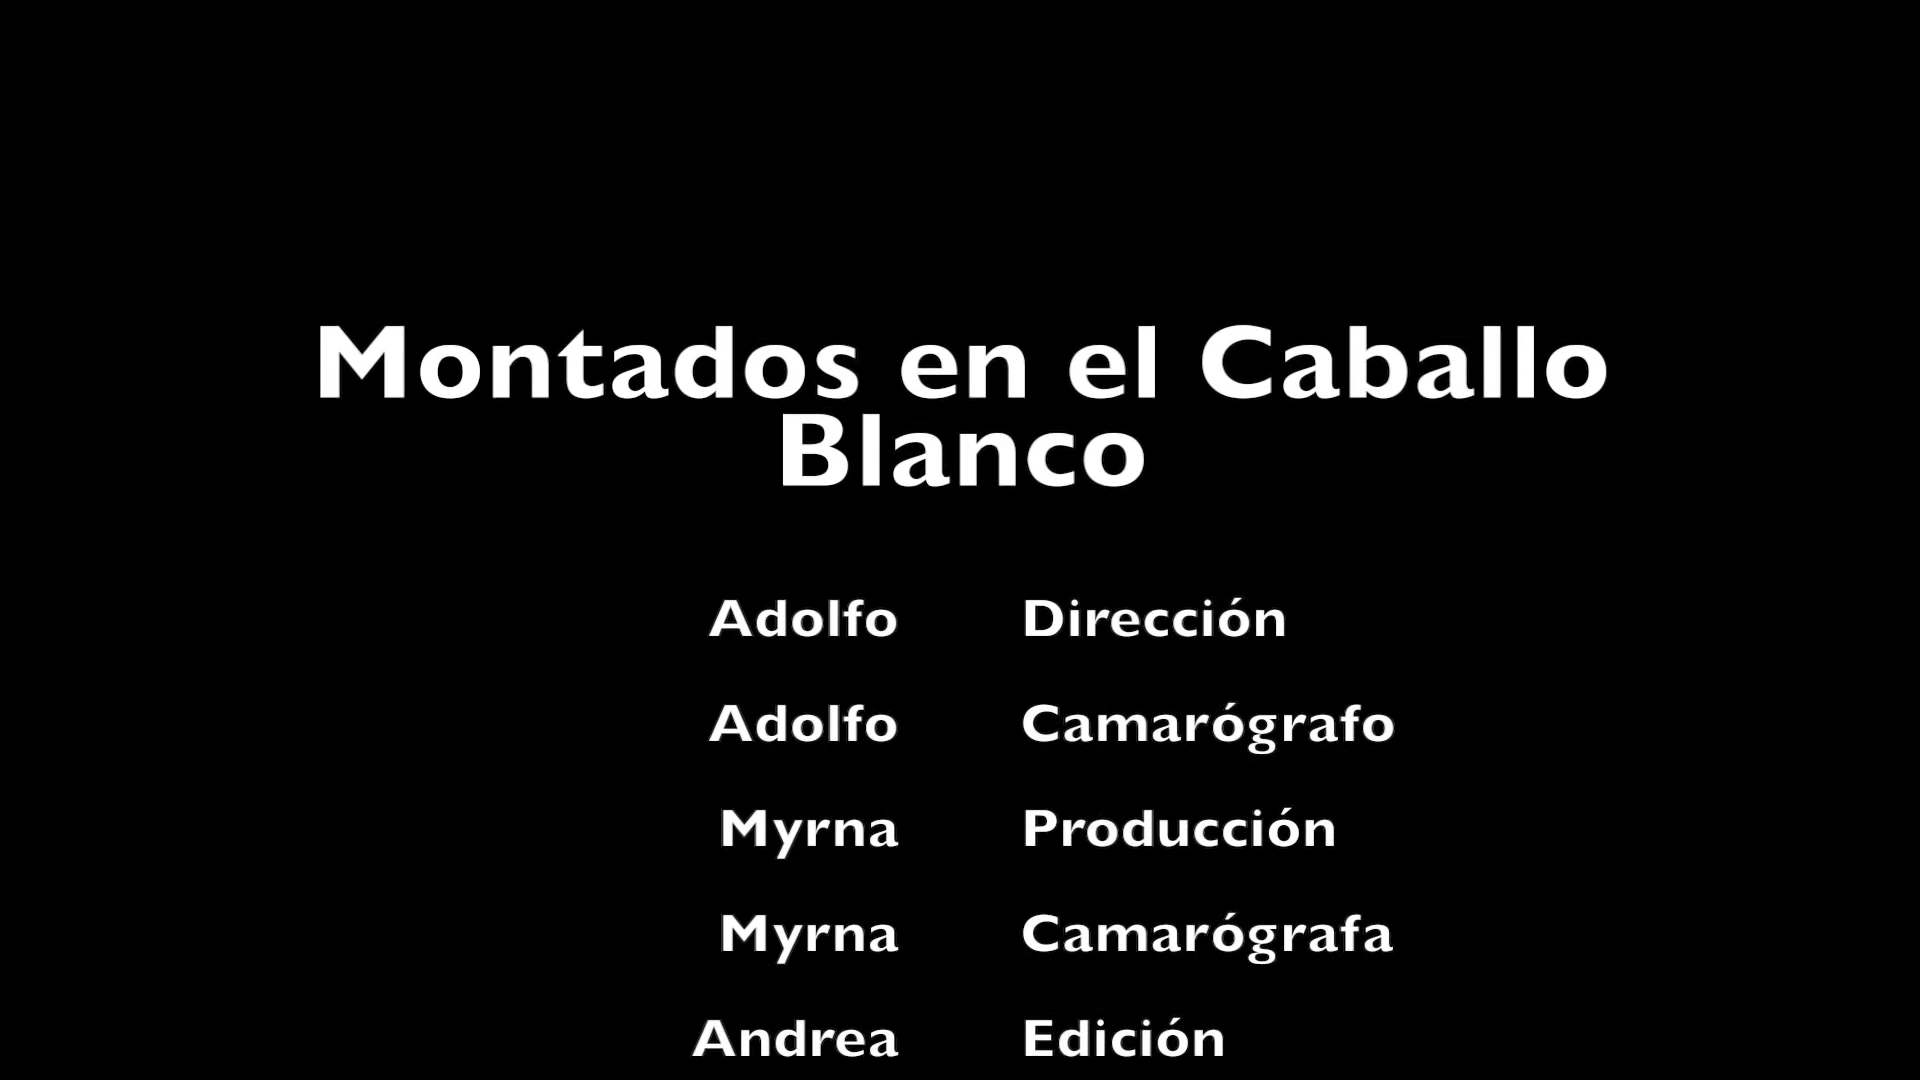 Montados en el Caballo
Blanco
Adolfo Dirección
Adolfo Camarógrafo
Myrna Producción
Myrna Camarógrafa
Andrea Edición